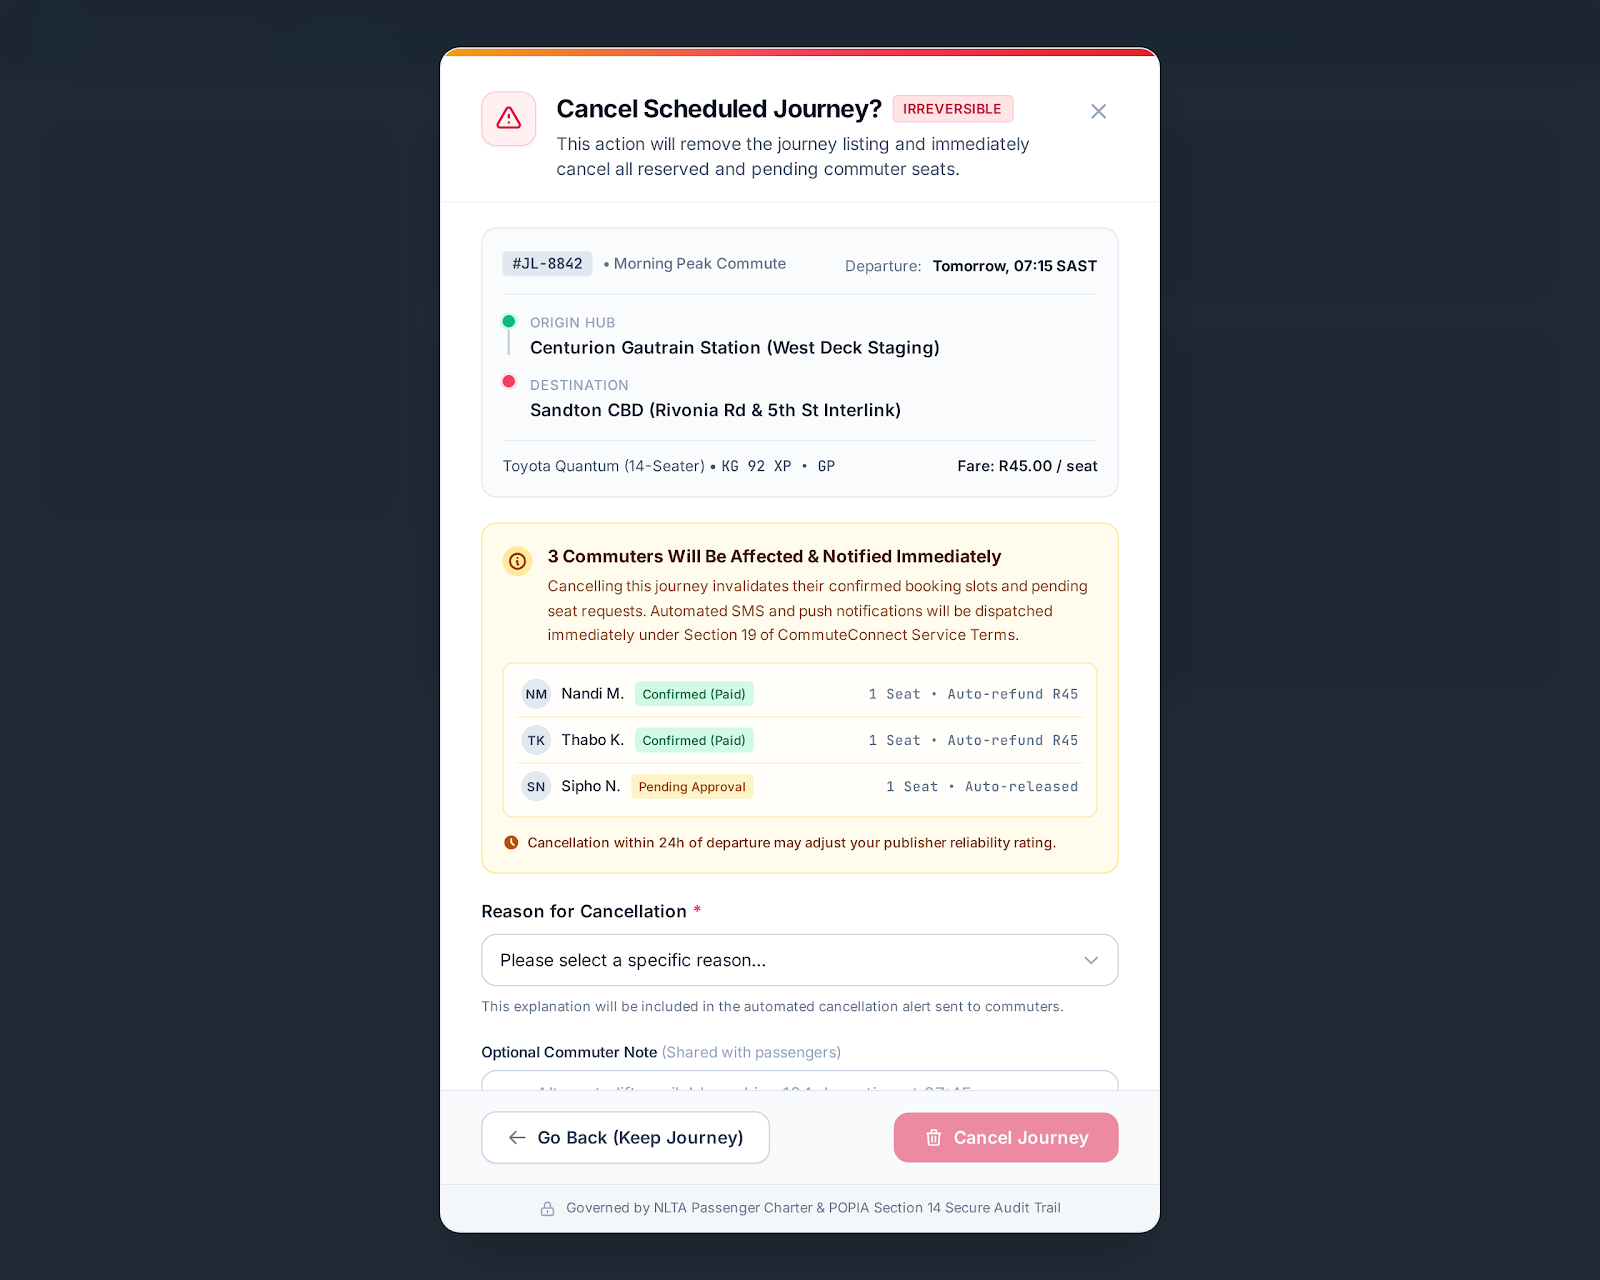 Cancel Scheduled Journey? IRREVERSIBLE
This action will remove the journey listing and immediately
cancel all reserved and pending commuter seats.
#JL-8842 • Morning Peak Commute Departure: Tomorrow, 07:15 SAST
ORIGIN HUB
Centurion Gautrain Station (West Deck Staging)
DESTINATION
Sandton CBD (Rivonia Rd & 5th St Interlink)
Toyota Quantum (14-Seater) • KG 92 XP • GP Fare: R45.00 / seat
3 Commuters Will Be Affected & Notified Immediately
Cancelling this journey invalidates their confirmed booking slots and pending
seat requests. Automated SMS and push notifications will be dispatched
immediately under Section 19 of CommuteConnect Service Terms.
NM Nandi M. Confirmed (Paid) 1 Seat • Auto-refund R45
TK Thabo K. Confirmed (Paid) 1 Seat • Auto-refund R45
SN Sipho N. Pending Approval 1 Seat • Auto-released
Cancellation within 24h of departure may adjust your publisher reliability rating.
Reason for Cancellation *
Please select a specific reason...
This explanation will be included in the automated cancellation alert sent to commuters.
Optional Commuter Note (Shared with passengers)
Go Back (Keep Journey) Cancel Journey
Governed by NLTA Passenger Charter & POPIA Section 14 Secure Audit Trail